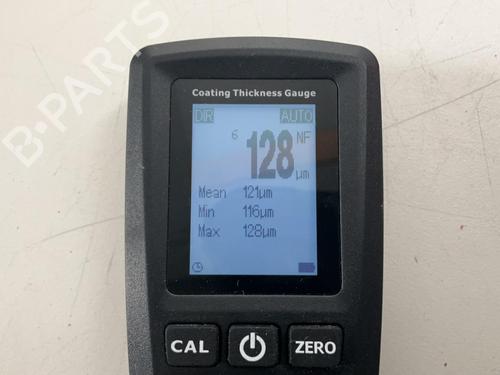 B-PARTS
Coating Thickness Gauge
DIR AUTO
6 128 NF
µm
Mean 121µm
Min 116µm
Max 128µm
CAL ZERO